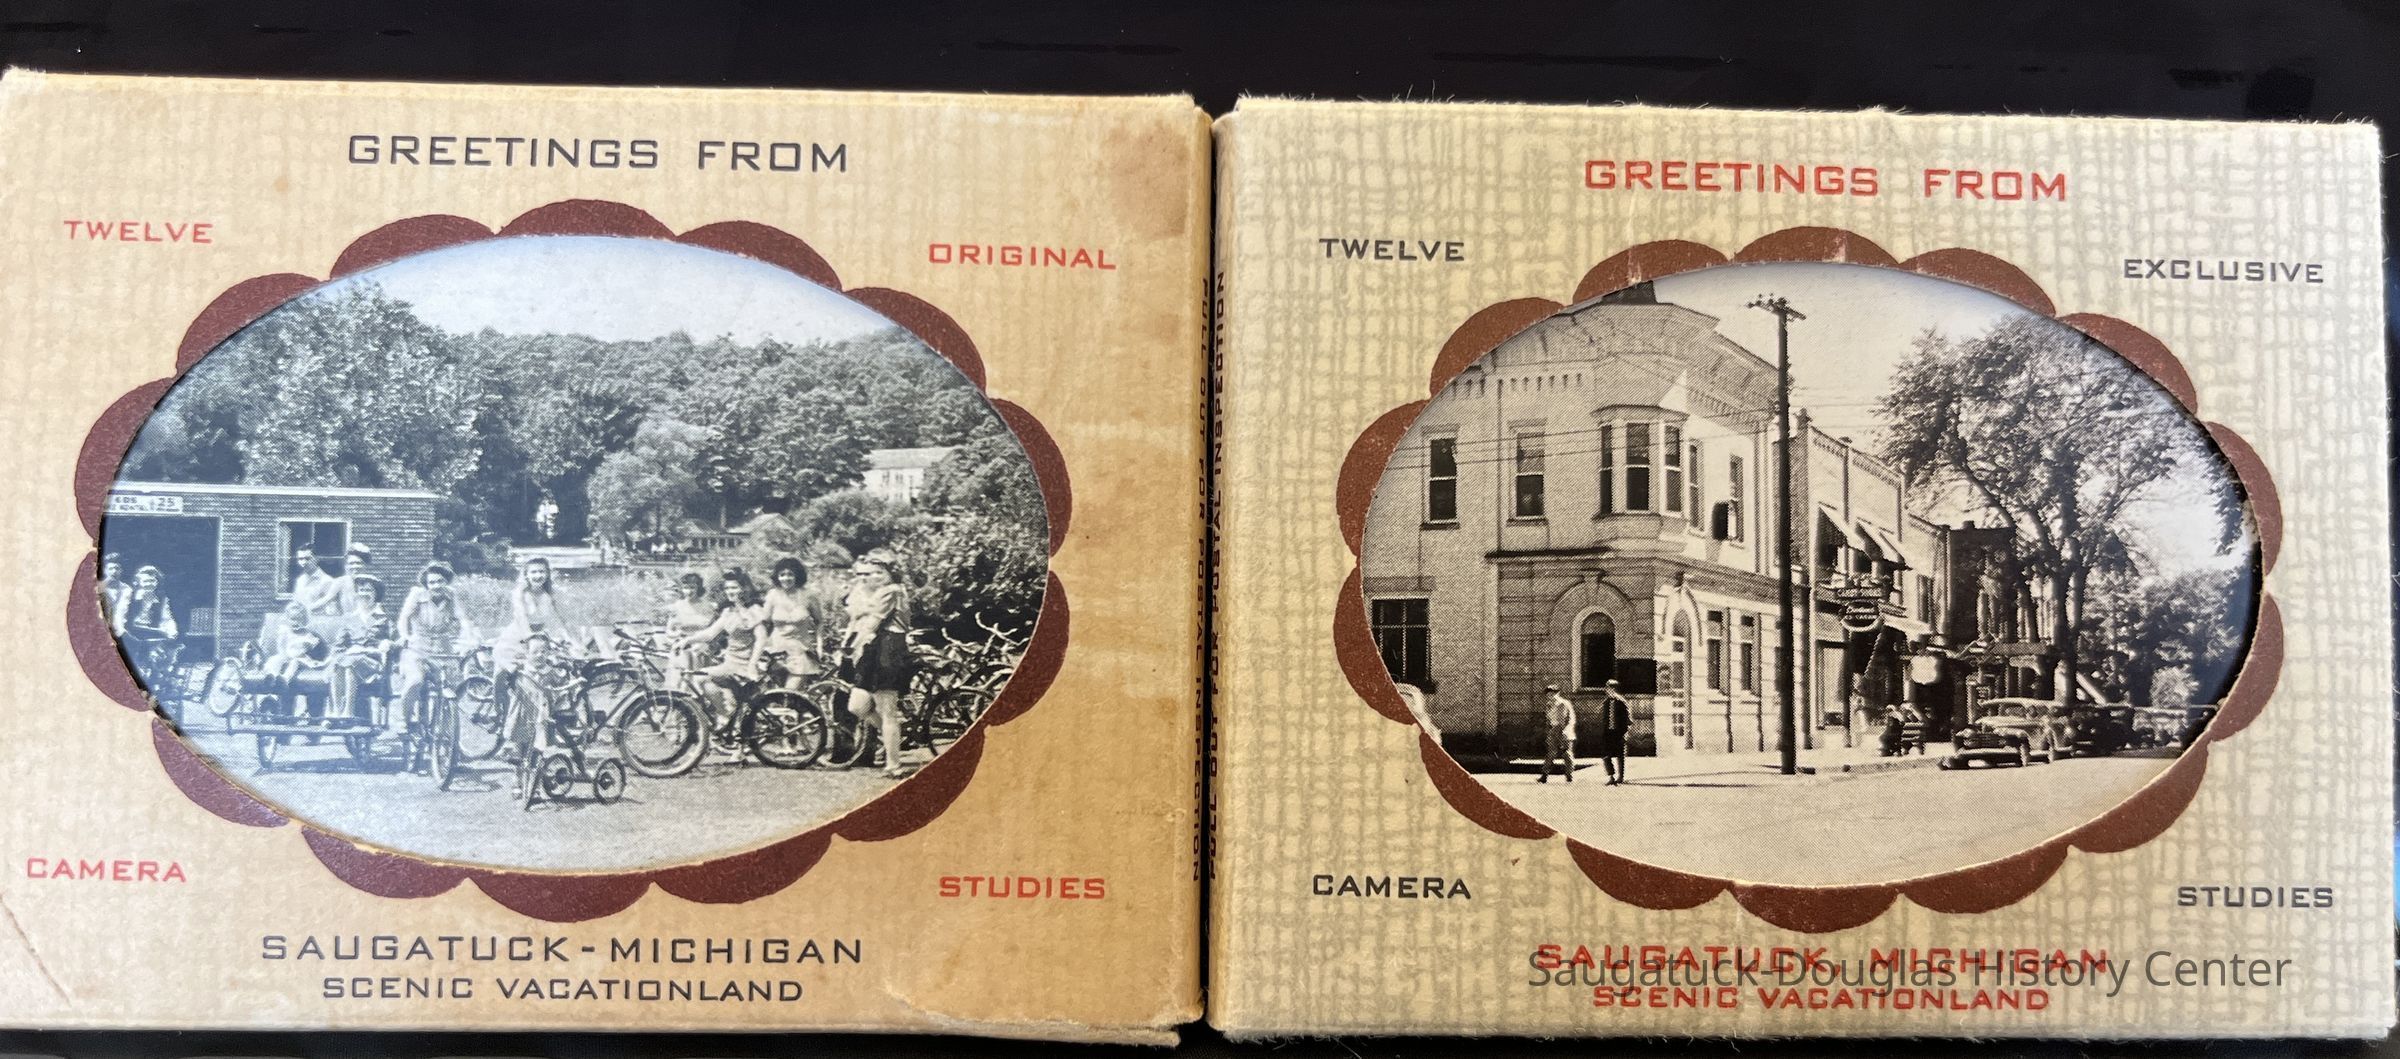 GREETINGS FROM
TWELVE
ORIGINAL
CAMERA
STUDIES
SAUGATUCK-MICHIGAN
SCENIC VACATIONLAND
PULL OUT FOR POSTAL INSPECTION
PULL OUT FOR POSTAL INSPECTION
GREETINGS FROM
TWELVE
EXCLUSIVE
CAMERA
STUDIES
SAUGATUCK, MICHIGAN
SCENIC VACATIONLAND
Saugatuck-Douglas History Center